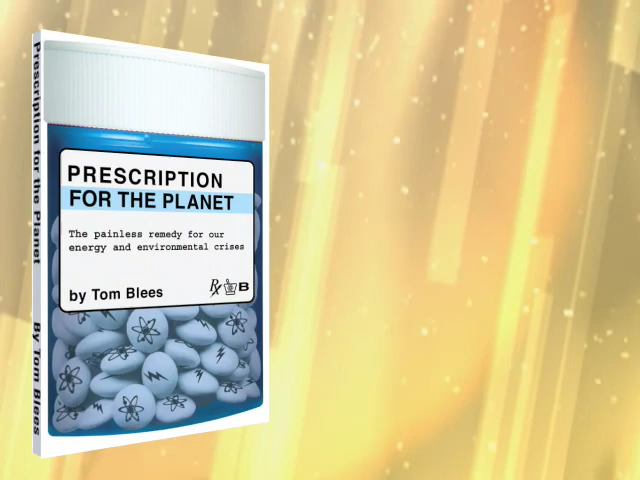 Prescription for the Planet By Tom Blees
PRESCRIPTION
FOR THE PLANET
The painless remedy for our
energy and environmental crises
by Tom Blees
Rx B